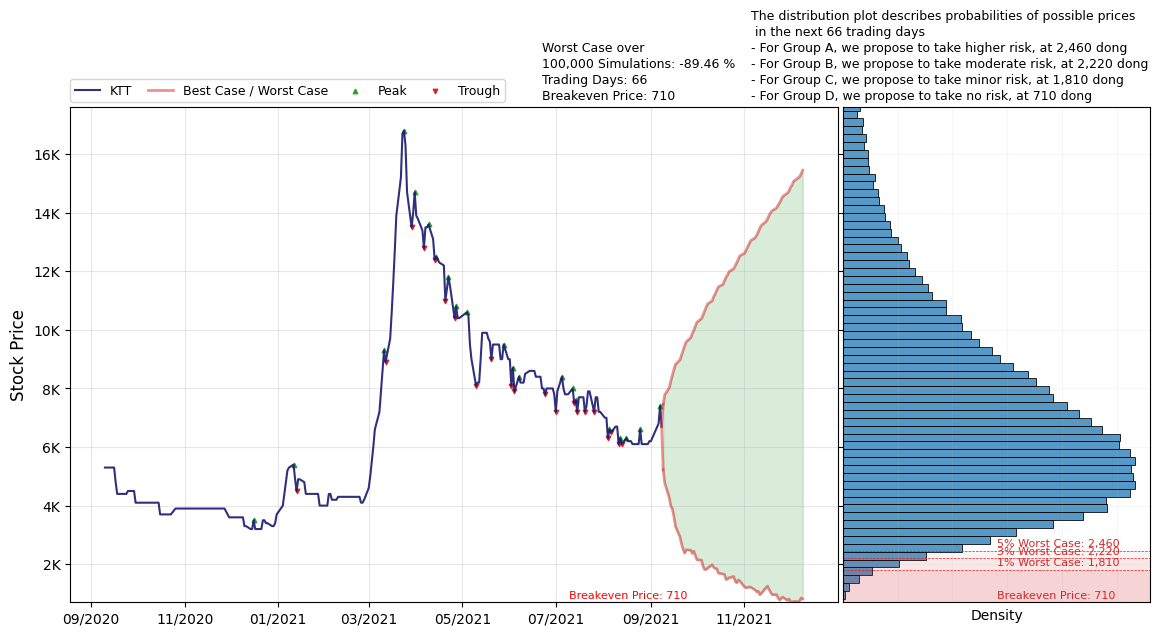 The distribution plot describes probabilities of possible prices
in the next 66 trading days
- For Group A, we propose to take higher risk, at 2,460 dong
- For Group B, we propose to take moderate risk, at 2,220 dong
- For Group C, we propose to take minor risk, at 1,810 dong
- For Group D, we propose to take no risk, at 710 dong
Worst Case over
100,000 Simulations: -89.46 %
Trading Days: 66
Breakeven Price: 710
KTT
Best Case / Worst Case
Peak
Trough
Stock Price
16K
14K
12K
10K
8K
6K
4K
2K
Breakeven Price: 710
09/2020
11/2020
01/2021
03/2021
05/2021
07/2021
09/2021
11/2021
5% Worst Case: 2,460
3% Worst Case: 2,220
1% Worst Case: 1,810
Breakeven Price: 710
Density